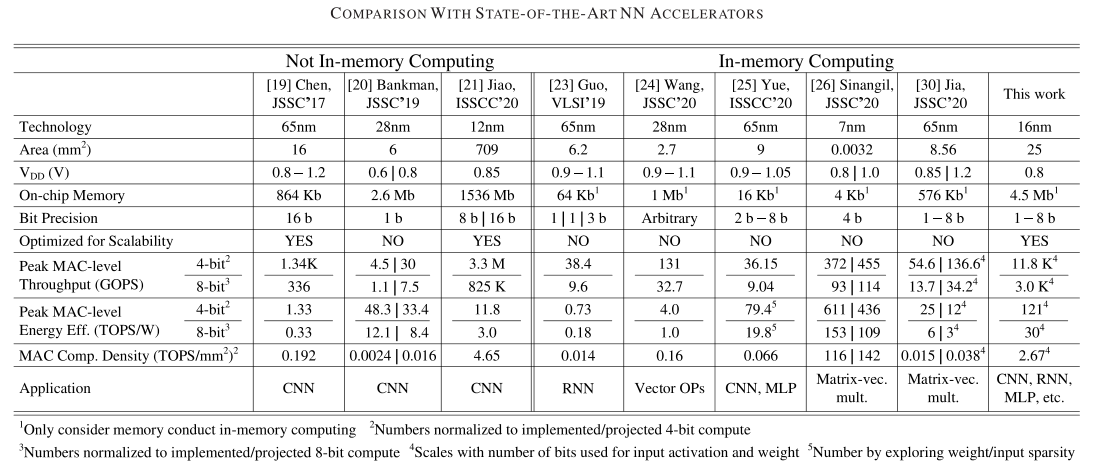 COMPARISON WITH STATE-OF-THE-ART NN ACCELERATORS
Not In-memory Computing In-memory Computing
[19] Chen, JSSC'17 [20] Bankman, JSSC'19 [21] Jiao, ISSCC'20 [23] Guo, VLSI'19 [24] Wang, JSSC'20 [25] Yue, ISSCC'20 [26] Sinangil, JSSC'20 [30] Jia, JSSC'20 This work
Technology 65nm 28nm 12nm 65nm 28nm 65nm 7nm 65nm 16nm
Area (mm²) 16 6 709 6.2 2.7 9 0.0032 8.56 25
V_DD (V) 0.8 – 1.2 0.6 | 0.8 0.85 0.9 – 1.1 0.9 – 1.1 0.9 – 1.05 0.8 | 1.0 0.85 | 1.2 0.8
On-chip Memory 864 Kb 2.6 Mb 1536 Mb 64 Kb¹ 1 Mb¹ 16 Kb¹ 4 Kb¹ 576 Kb¹ 4.5 Mb¹
Bit Precision 16 b 1 b 8 b | 16 b 1 | 1 | 3 b Arbitrary 2 b – 8 b 4 b 1 – 8 b 1 – 8 b
Optimized for Scalability YES NO YES NO NO NO NO NO YES
Peak MAC-level Throughput (GOPS) 4-bit² 1.34K 4.5 | 30 3.3 M 38.4 131 36.15 372 | 455 54.6 | 136.6⁴ 11.8 K⁴
8-bit³ 336 1.1 | 7.5 825 K 9.6 32.7 9.04 93 | 114 13.7 | 34.2⁴ 3.0 K⁴
Peak MAC-level Energy Eff. (TOPS/W) 4-bit² 1.33 48.3 | 33.4 11.8 0.73 4.0 79.4⁵ 611 | 436 25 | 12⁴ 121⁴
8-bit³ 0.33 12.1 | 8.4 3.0 0.18 1.0 19.8⁵ 153 | 109 6 | 3⁴ 30⁴
MAC Comp. Density (TOPS/mm²)² 0.192 0.0024 | 0.016 4.65 0.014 0.16 0.066 116 | 142 0.015 | 0.038⁴ 2.67⁴
Application CNN CNN CNN RNN Vector OPs CNN, MLP Matrix-vec. mult. Matrix-vec. mult. CNN, RNN, MLP, etc.
¹Only consider memory conduct in-memory computing ²Numbers normalized to implemented/projected 4-bit compute
³Numbers normalized to implemented/projected 8-bit compute ⁴Scales with number of bits used for input activation and weight ⁵Number by exploring weight/input sparsity